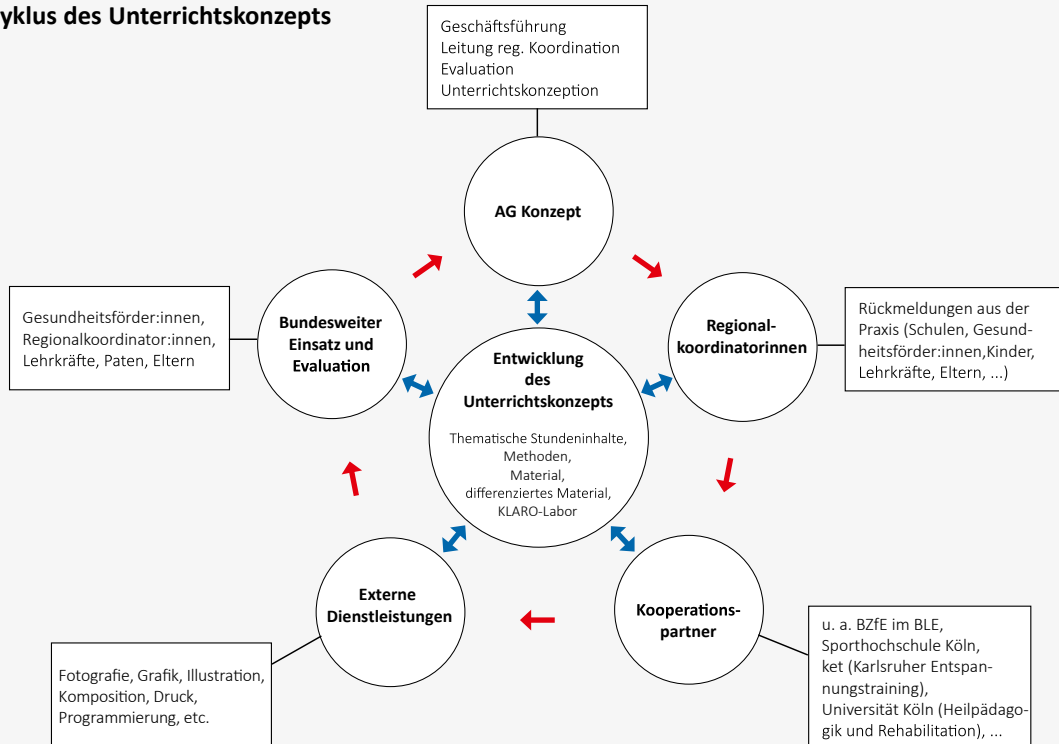 yklus des Unterrichtskonzepts
Geschäftsführung
Leitung reg. Koordination
Evaluation
Unterrichtskonzeption
AG Konzept
Gesundheitsförder:innen,
Regionalkoordinator:innen,
Lehrkräfte, Paten, Eltern
Bundesweiter
Einsatz und
Evaluation
Regional-
koordinatorinnen
Rückmeldungen aus der
Praxis (Schulen, Gesund-
heitsförder:innen,Kinder,
Lehrkräfte, Eltern, ...)
Entwicklung
des
Unterrichtskonzepts
Thematische Stundeninhalte,
Methoden,
Material,
differenziertes Material,
KLARO-Labor
Externe
Dienstleistungen
Kooperations-
partner
Fotografie, Grafik, Illustration,
Komposition, Druck,
Programmierung, etc.
u. a. BZfE im BLE,
Sporthochschule Köln,
ket (Karlsruher Entspan-
nungstraining),
Universität Köln (Heilpädago-
gik und Rehabilitation), ...